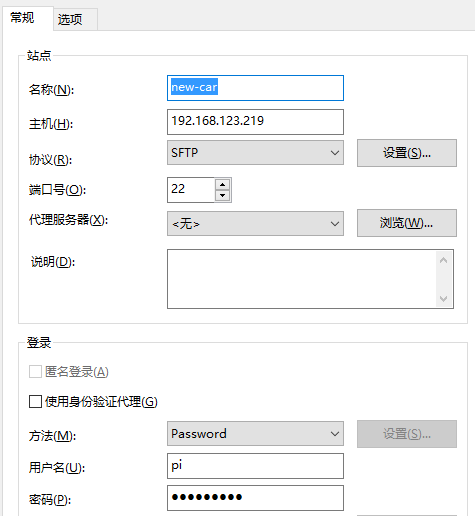 常规 选项
站点
名称(N): new-car
主机(H): 192.168.123.219
协议(R): SFTP 设置(S)...
端口号(O): 22
代理服务器(X): <无> 浏览(W)...
说明(D):
登录
匿名登录(A)
使用身份验证代理(G)
方法(M): Password 设置(S)...
用户名(U): pi
密码(P): ●●●●●●●●●